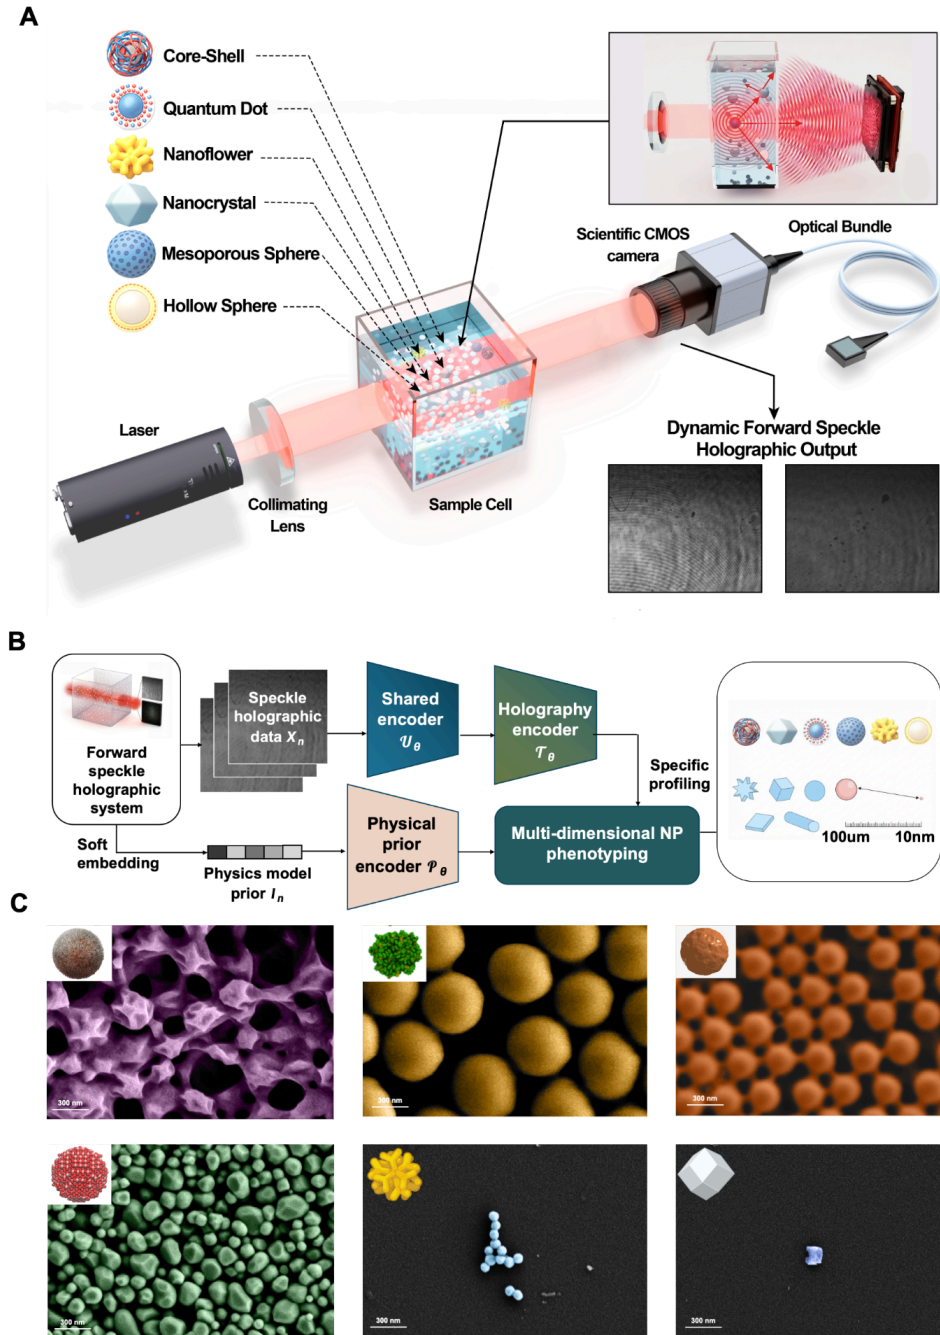 A
Core-Shell
Quantum Dot
Nanoflower
Nanocrystal
Mesoporous Sphere
Hollow Sphere
Scientific CMOS
camera
Optical Bundle
Laser
Collimating
Lens
Sample Cell
Dynamic Forward Speckle
Holographic Output
B
Forward
speckle
holographic
system
Speckle
holographic
data Xₙ
Shared
encoder
𝒰_θ
Holography
encoder
𝒯_θ
Specific
profiling
Soft
embedding
Physics model
prior Iₙ
Physical
prior
encoder 𝒫_θ
Multi-dimensional NP
phenotyping
100um
10nm
C
300 nm
300 nm
300 nm
300 nm
300 nm
300 nm